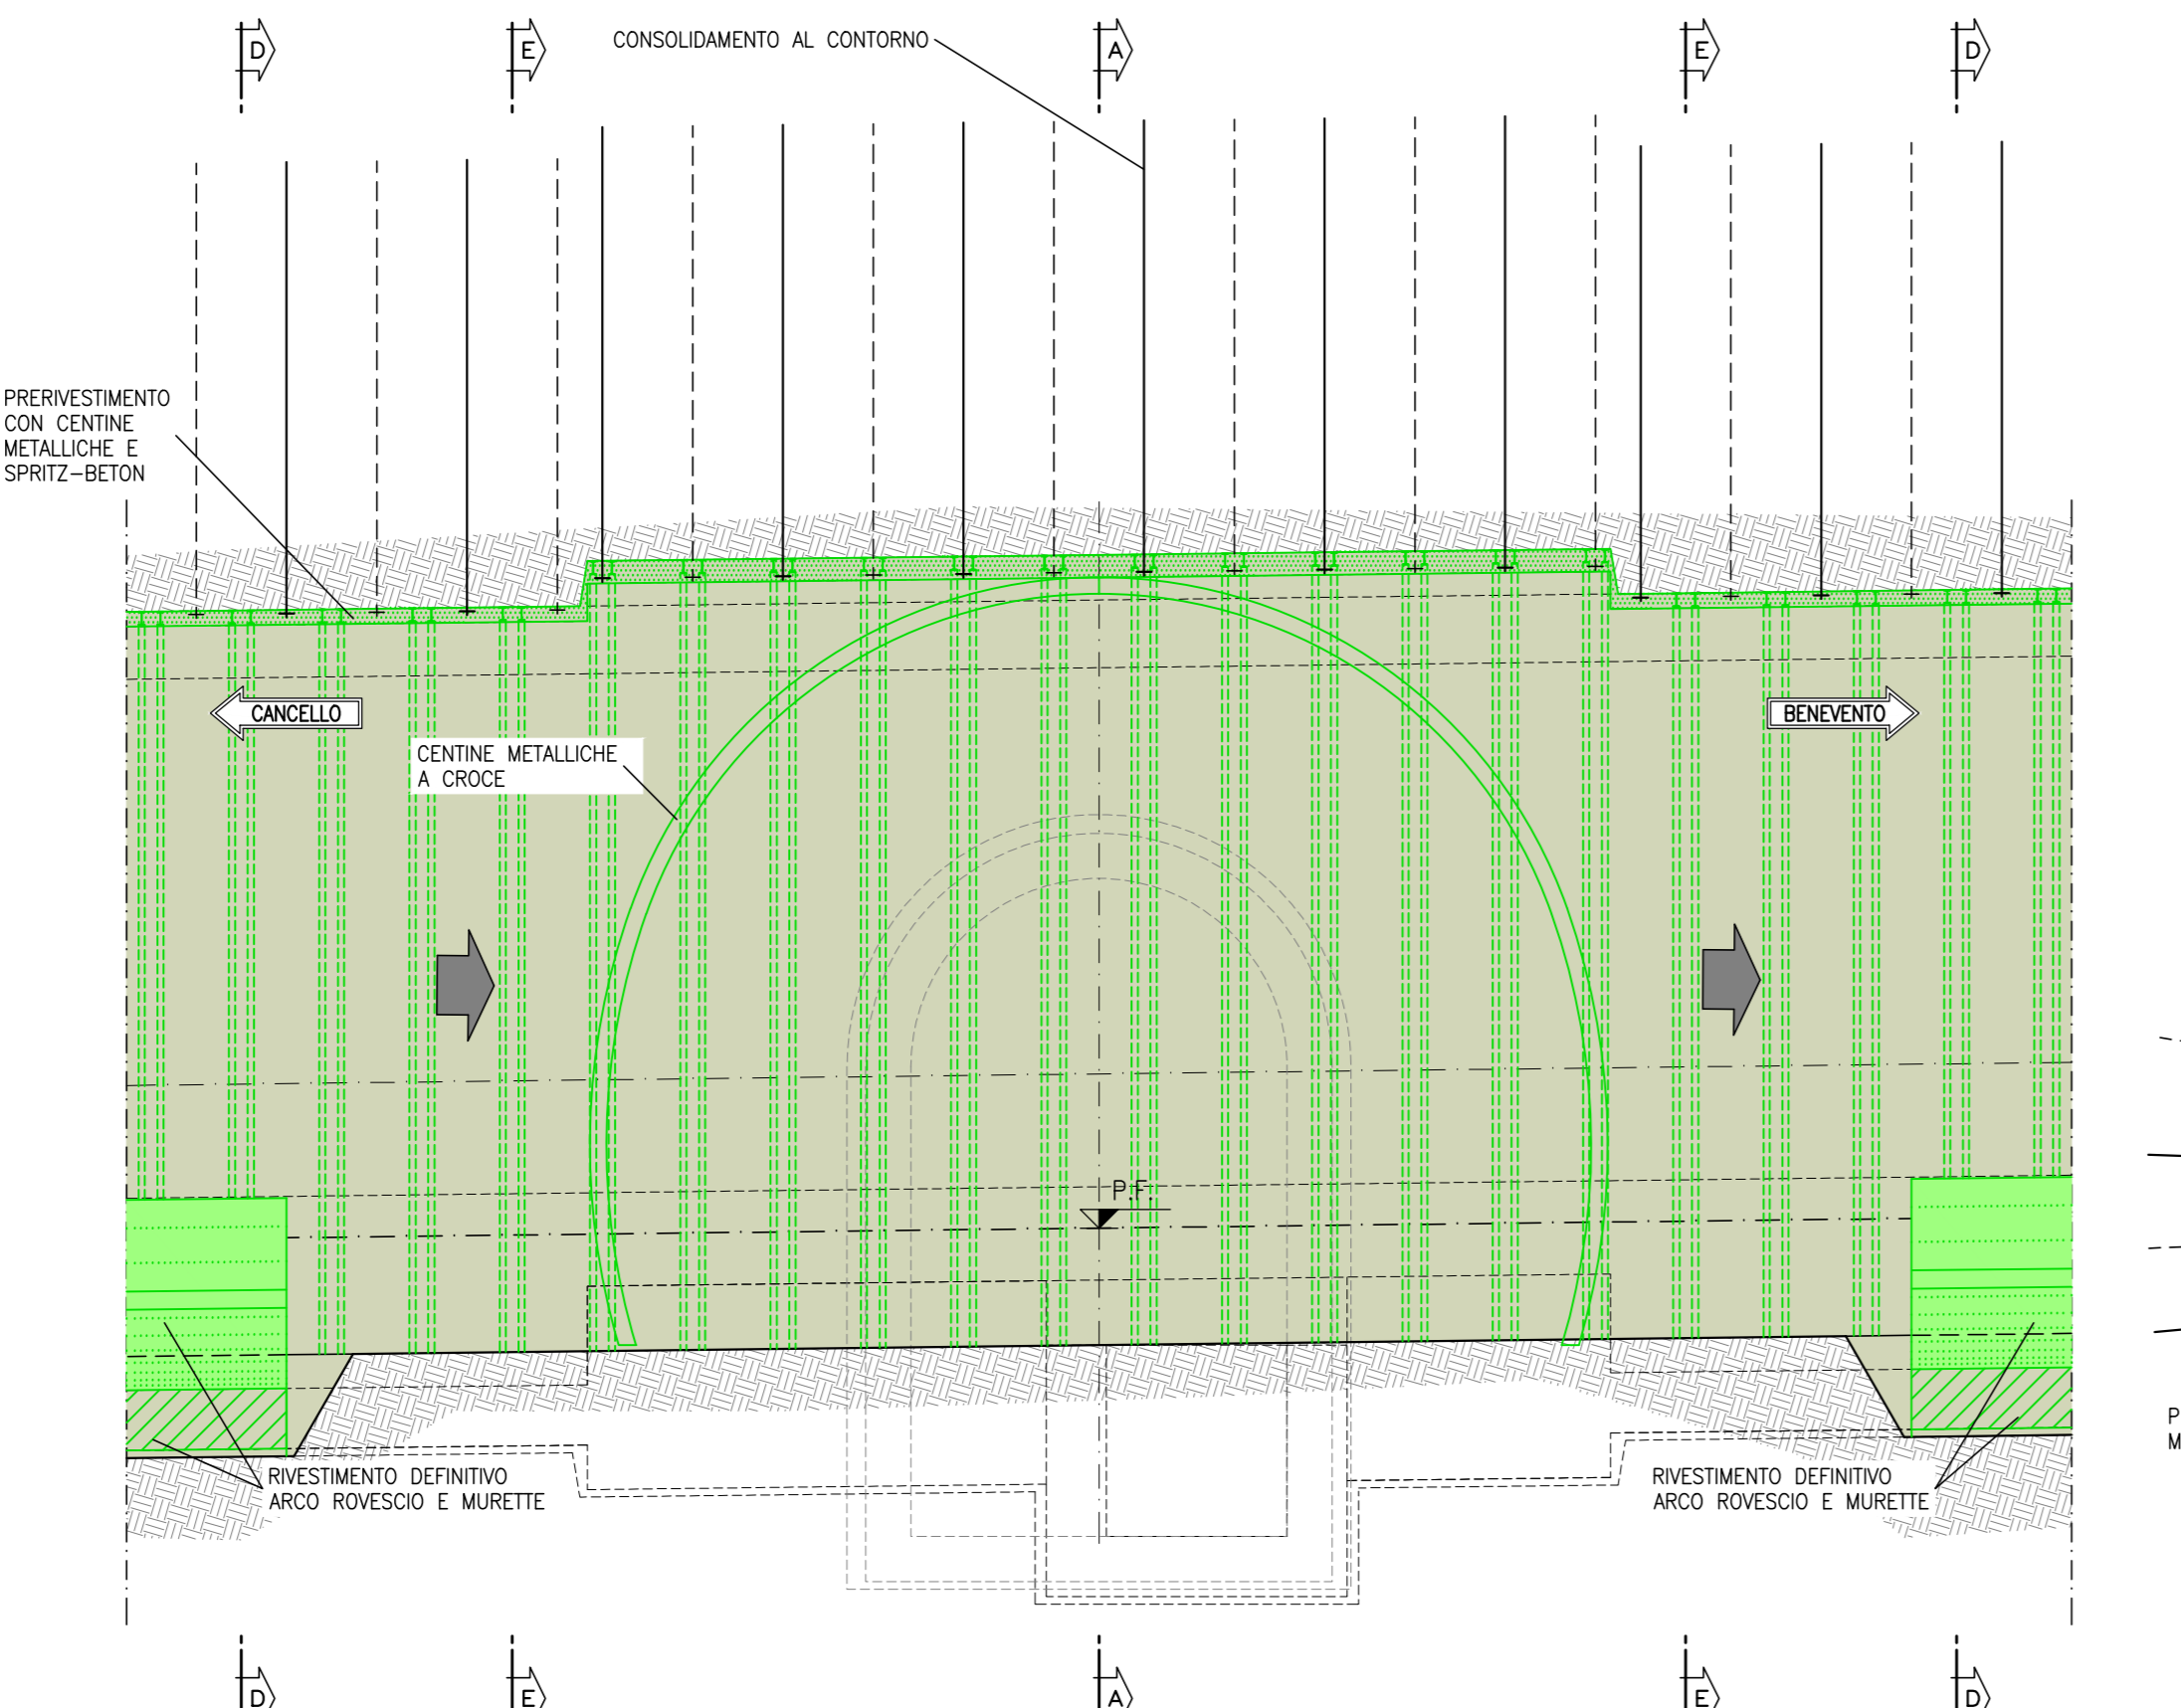 D
E
CONSOLIDAMENTO AL CONTORNO
A
E
D
PRERIVESTIMENTO
CON CENTINE
METALLICHE E
SPRITZ-BETON
CANCELLO
BENEVENTO
CENTINE METALLICHE
A CROCE
P.F.
P
M
RIVESTIMENTO DEFINITIVO
ARCO ROVESCIO E MURETTE
RIVESTIMENTO DEFINITIVO
ARCO ROVESCIO E MURETTE
D
E
A
E
D